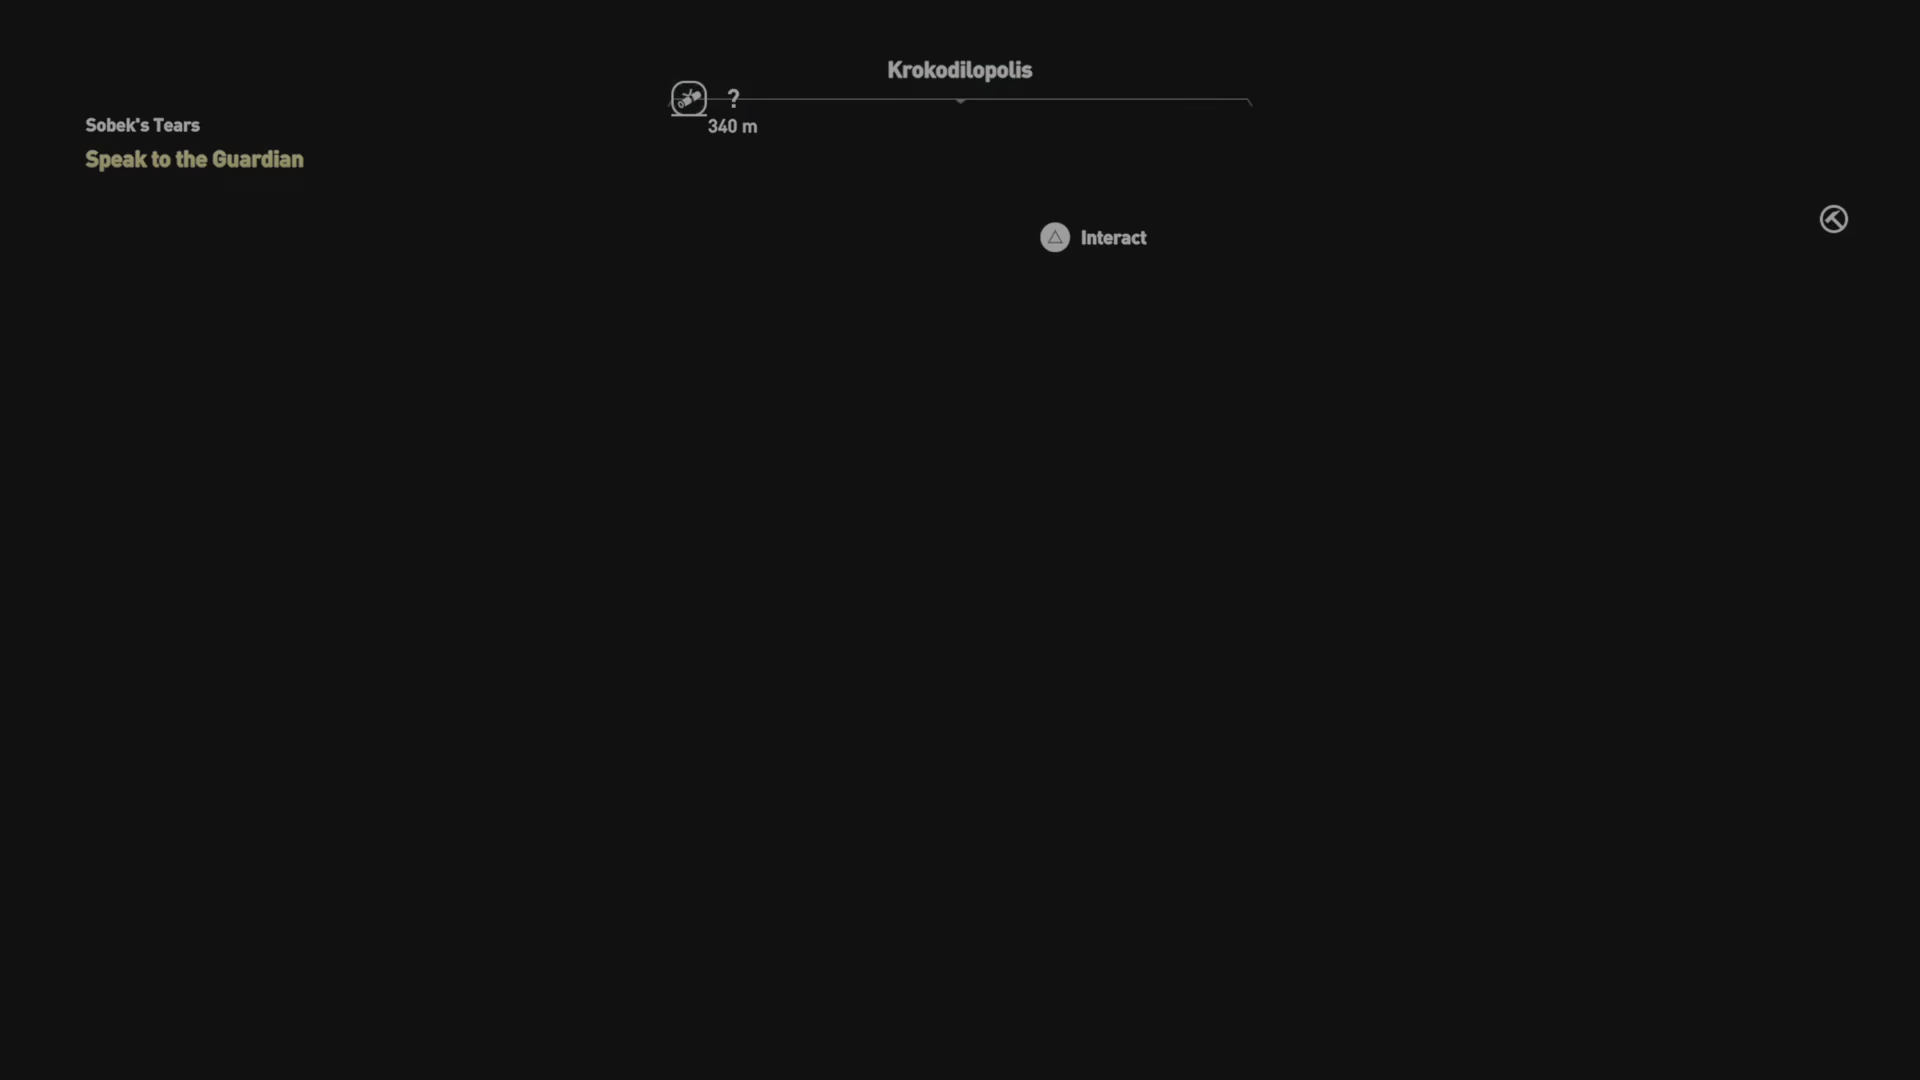 Krokodilopolis
?
340 m
Sobek's Tears
Speak to the Guardian
Interact